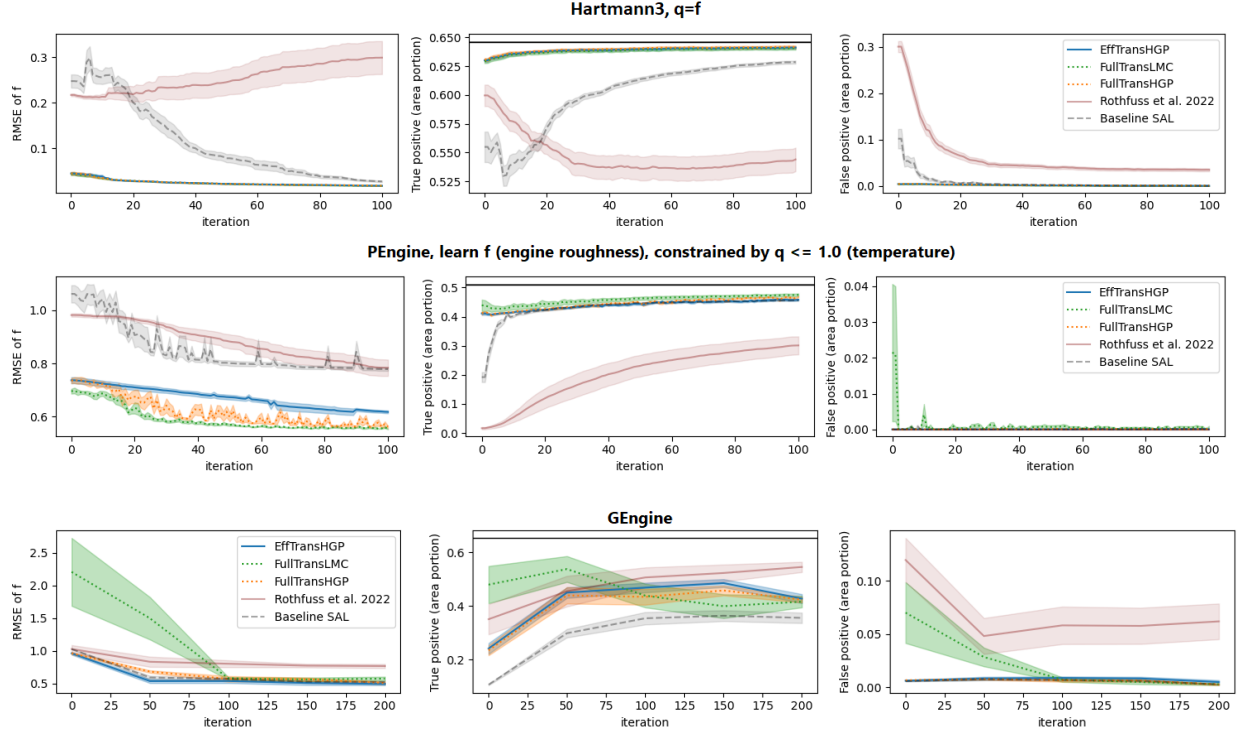 Hartmann3, q=f
RMSE of f
0.3
0.2
0.1
0 20 40 60 80 100
iteration
True positive (area portion)
0.650
0.625
0.600
0.575
0.550
0.525
0 20 40 60 80 100
iteration
False positive (area portion)
0.3
0.2
0.1
0.0
0 20 40 60 80 100
iteration
EffTransHGP
FullTransLMC
FullTransHGP
Rothfuss et al. 2022
Baseline SAL
PEngine, learn f (engine roughness), constrained by q <= 1.0 (temperature)
RMSE of f
1.0
0.8
0.6
0 20 40 60 80 100
iteration
True positive (area portion)
0.5
0.4
0.3
0.2
0.1
0.0
0 20 40 60 80 100
iteration
False positive (area portion)
0.04
0.03
0.02
0.01
0.00
0 20 40 60 80 100
iteration
EffTransHGP
FullTransLMC
FullTransHGP
Rothfuss et al. 2022
Baseline SAL
GEngine
RMSE of f
2.5
2.0
1.5
1.0
0.5
0 25 50 75 100 125 150 175 200
iteration
EffTransHGP
FullTransLMC
FullTransHGP
Rothfuss et al. 2022
Baseline SAL
True positive (area portion)
0.6
0.4
0.2
0 25 50 75 100 125 150 175 200
iteration
False positive (area portion)
0.10
0.05
0.00
0 25 50 75 100 125 150 175 200
iteration